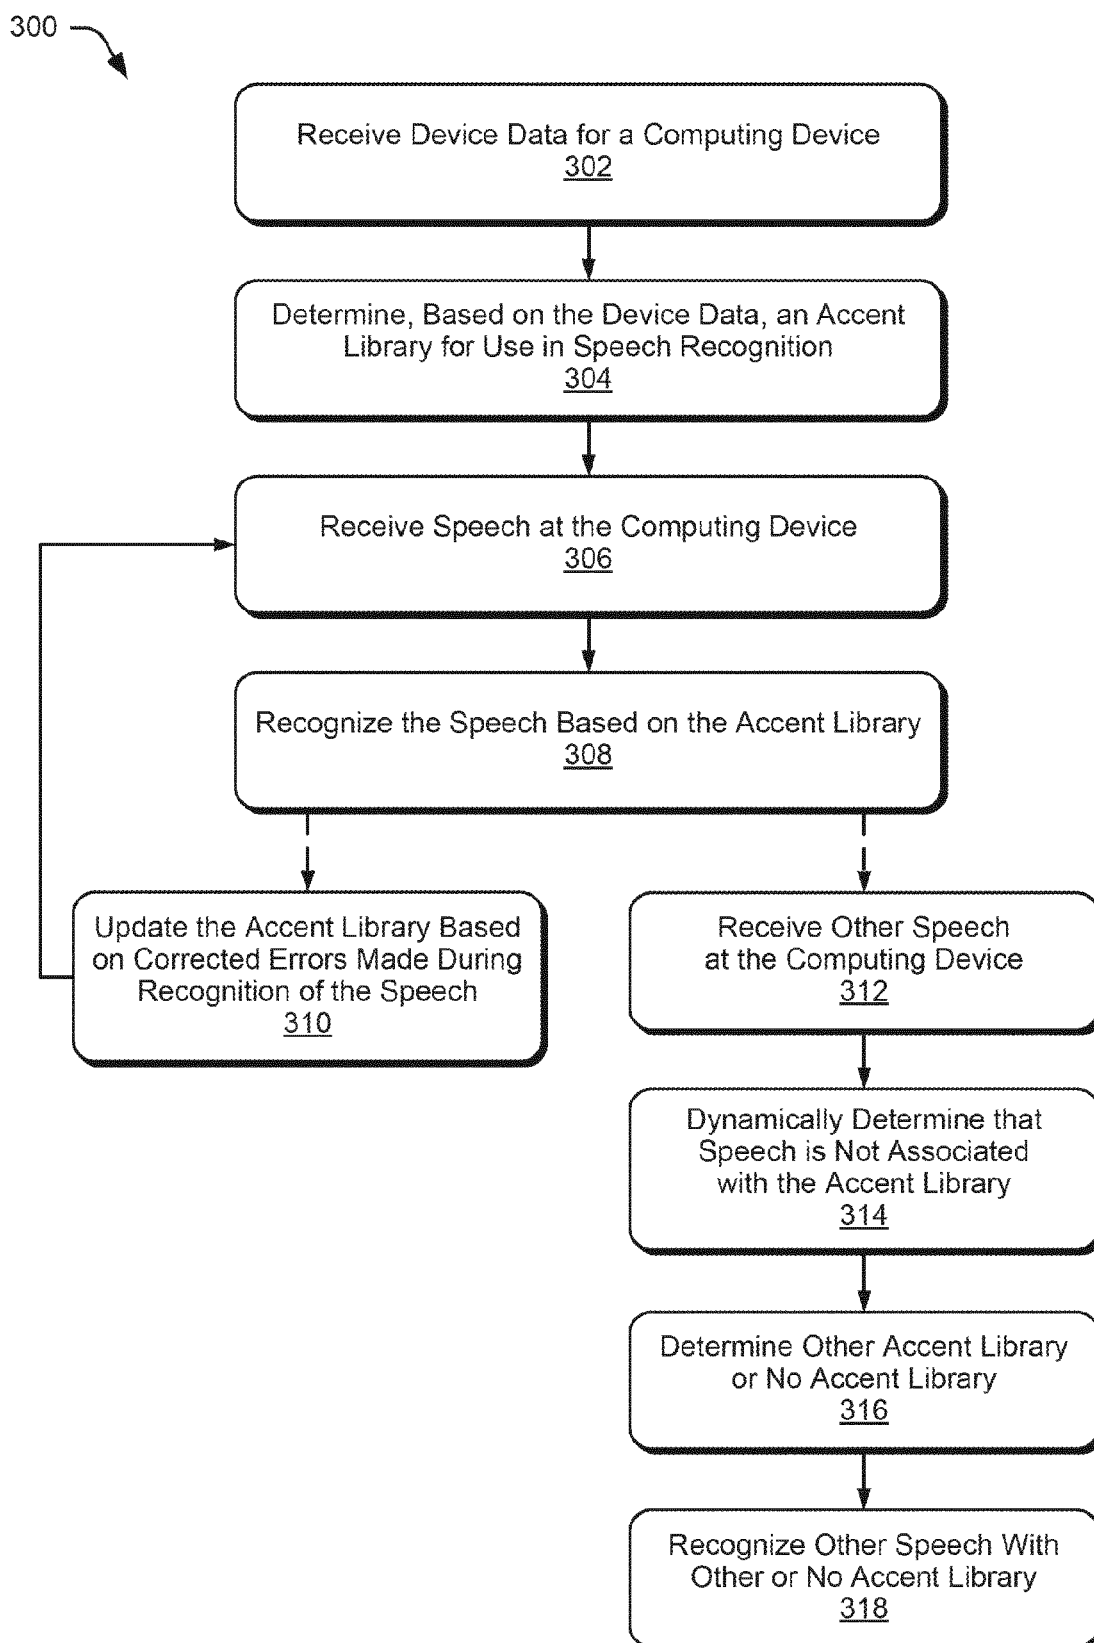 300
Receive Device Data for a Computing Device
302
Determine, Based on the Device Data, an Accent
Library for Use in Speech Recognition
304
Receive Speech at the Computing Device
306
Recognize the Speech Based on the Accent Library
308
Update the Accent Library Based
on Corrected Errors Made During
Recognition of the Speech
310
Receive Other Speech
at the Computing Device
312
Dynamically Determine that
Speech is Not Associated
with the Accent Library
314
Determine Other Accent Library
or No Accent Library
316
Recognize Other Speech With
Other or No Accent Library
318